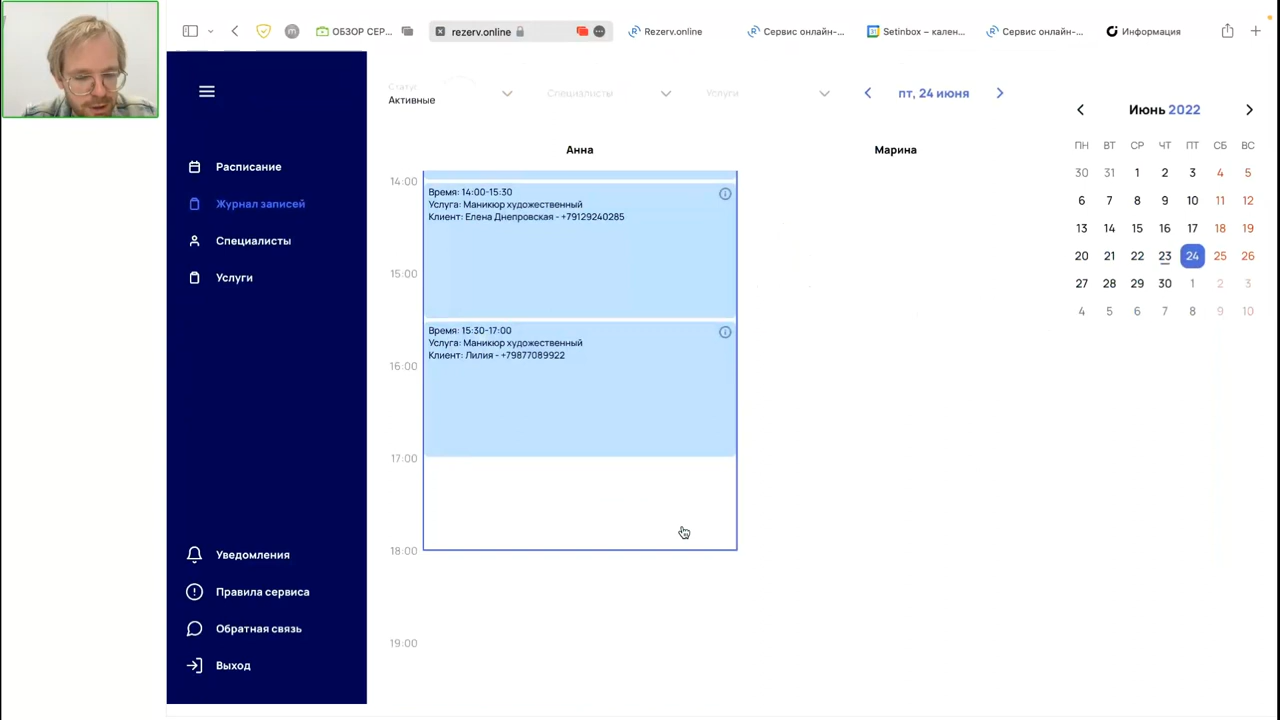 ОБЗОР СЕР...
rezerv.online
Rezerv.online
Сервис онлайн-...
Setinbox – кален...
Сервис онлайн-...
Информация
Расписание
Журнал записей
Специалисты
Услуги
Уведомления
Правила сервиса
Обратная связь
Выход
Статус
Активные
Специалисты
Услуги
пт, 24 июня
Анна
Марина
14:00
Время: 14:00-15:30
Услуга: Маникюр художественный
Клиент: Елена Днепровская - +79129240285
15:00
Время: 15:30-17:00
Услуга: Маникюр художественный
Клиент: Лилия - +79877089922
16:00
17:00
18:00
19:00
Июнь 2022
ПН ВТ СР ЧТ ПТ СБ ВС
30 31 1 2 3 4 5
6 7 8 9 10 11 12
13 14 15 16 17 18 19
20 21 22 23 24 25 26
27 28 29 30 1 2 3
4 5 6 7 8 9 10